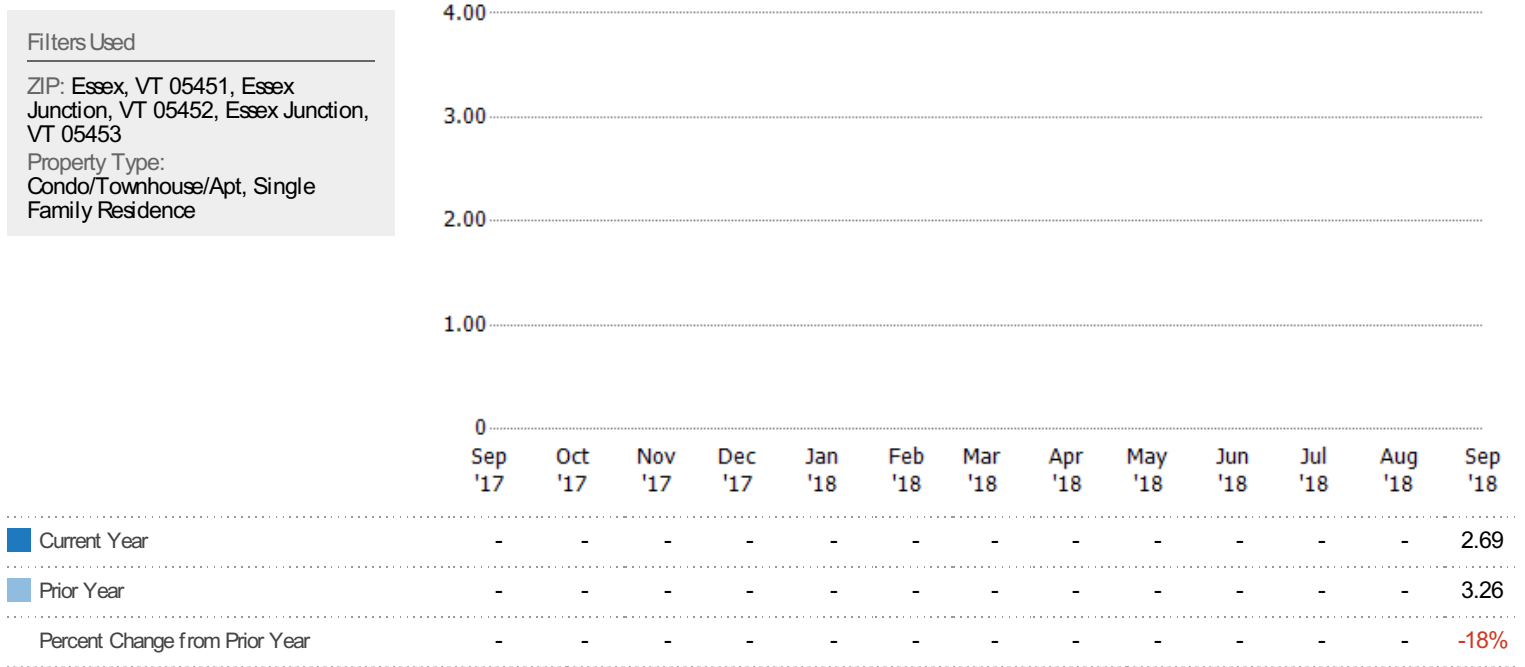 Filters Used
ZIP: Essex, VT 05451, Essex
Junction, VT 05452, Essex Junction,
VT 05453
Property Type:
Condo/Townhouse/Apt, Single
Family Residence
4.00
3.00
2.00
1.00
0
Sep Oct Nov Dec Jan Feb Mar Apr May Jun Jul Aug Sep
'17 '17 '17 '17 '18 '18 '18 '18 '18 '18 '18 '18 '18
Current Year - - - - - - - - - - - - 2.69
Prior Year - - - - - - - - - - - - 3.26
Percent Change from Prior Year - - - - - - - - - - - - -18%